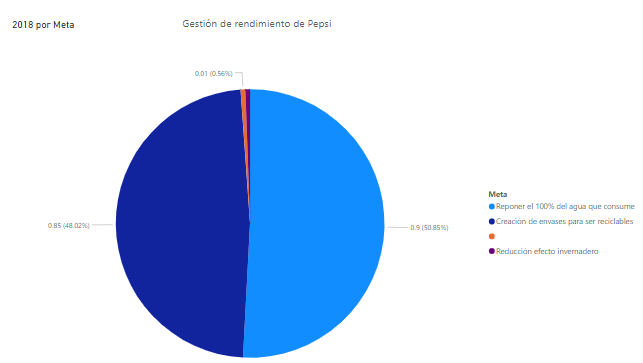 2018 por Meta
Gestión de rendimiento de Pepsi
0.01 (0.56%)
0.85 (48.02%)
0.9 (50.85%)
Meta
Reponer el 100% del agua que consume
Creación de envases para ser reciclables
Reducción efecto invernadero